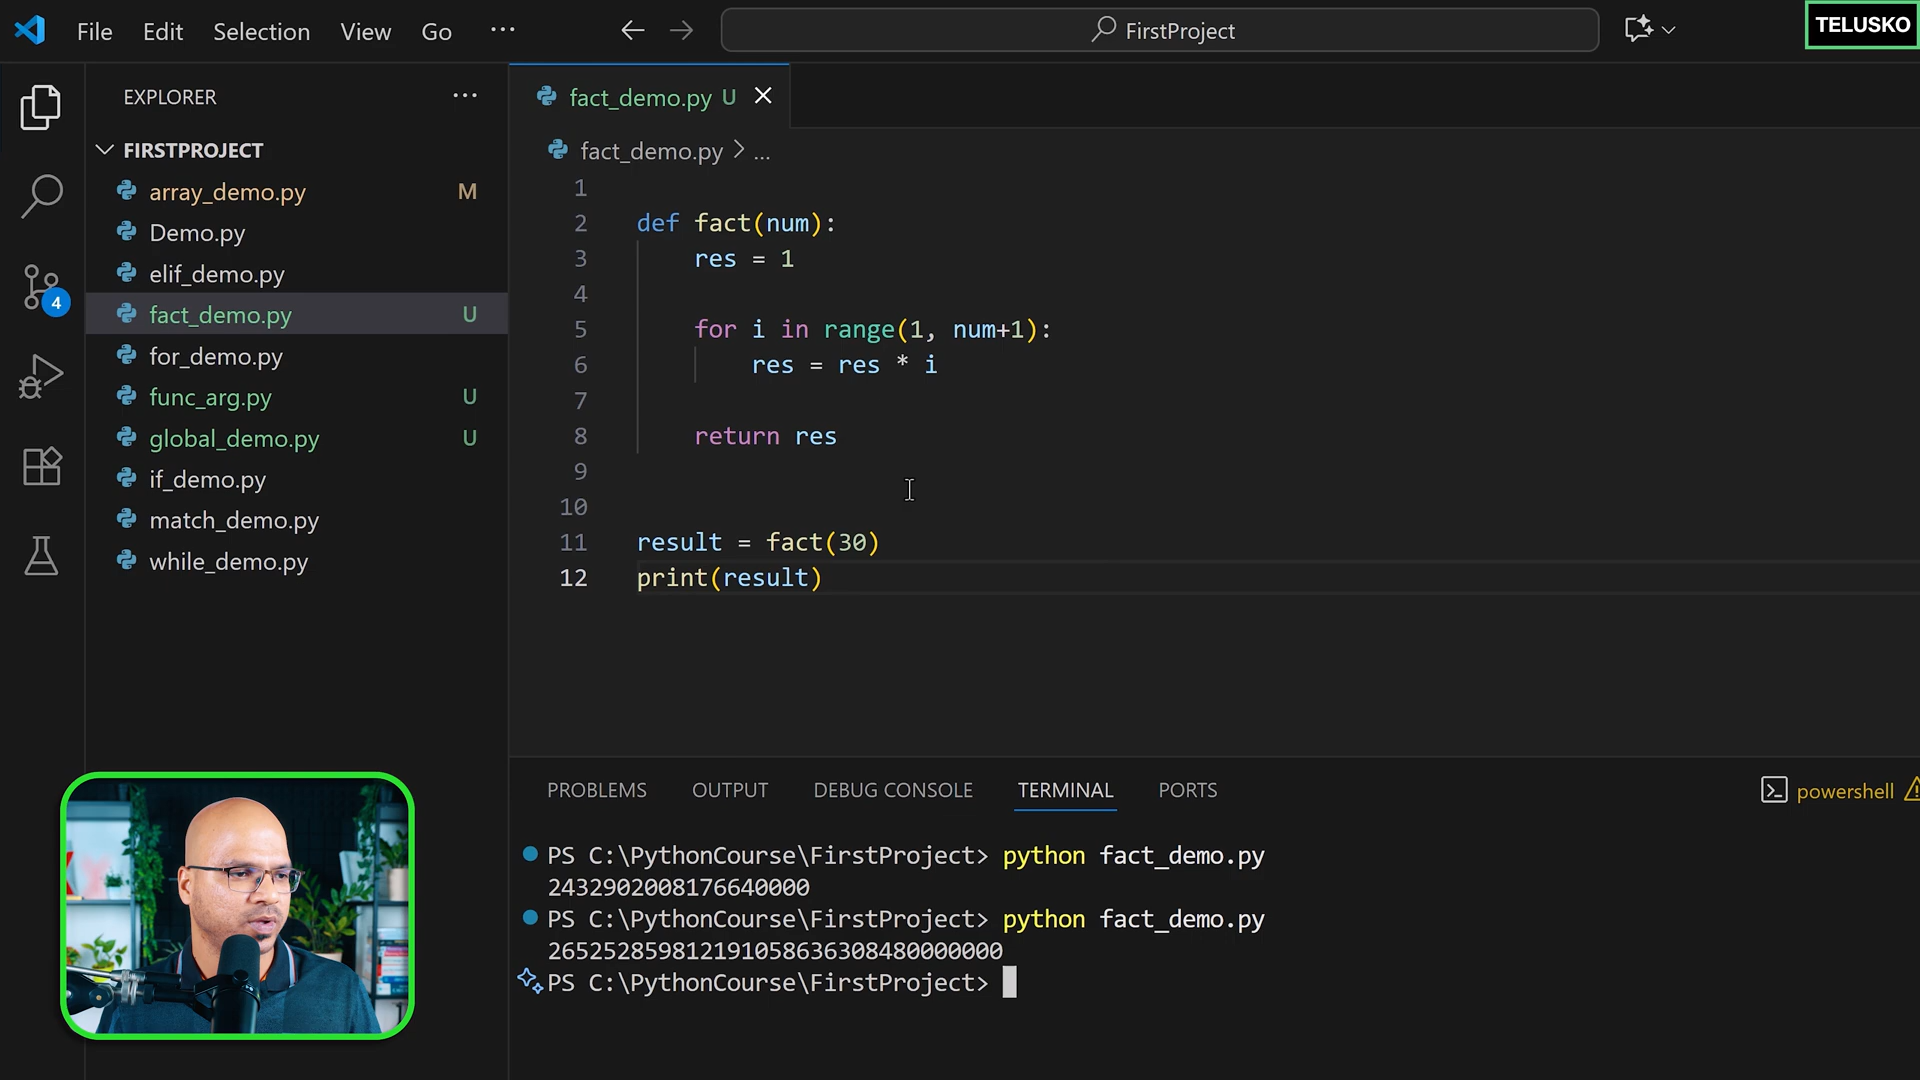 File Edit Selection View Go ... FirstProject TELUSKO
EXPLORER ...
FIRSTPROJECT
array_demo.py M
Demo.py
elif_demo.py
fact_demo.py U
for_demo.py
func_arg.py U
global_demo.py U
if_demo.py
match_demo.py
while_demo.py
4
fact_demo.py U
fact_demo.py > ...
1
2 def fact(num):
3     res = 1
4
5     for i in range(1, num+1):
6         res = res * i
7
8     return res
9
10
11 result = fact(30)
12 print(result)
PROBLEMS OUTPUT DEBUG CONSOLE TERMINAL PORTS powershell
PS C:\PythonCourse\FirstProject> python fact_demo.py
2432902008176640000
PS C:\PythonCourse\FirstProject> python fact_demo.py
265252859812191058636308480000000
PS C:\PythonCourse\FirstProject>